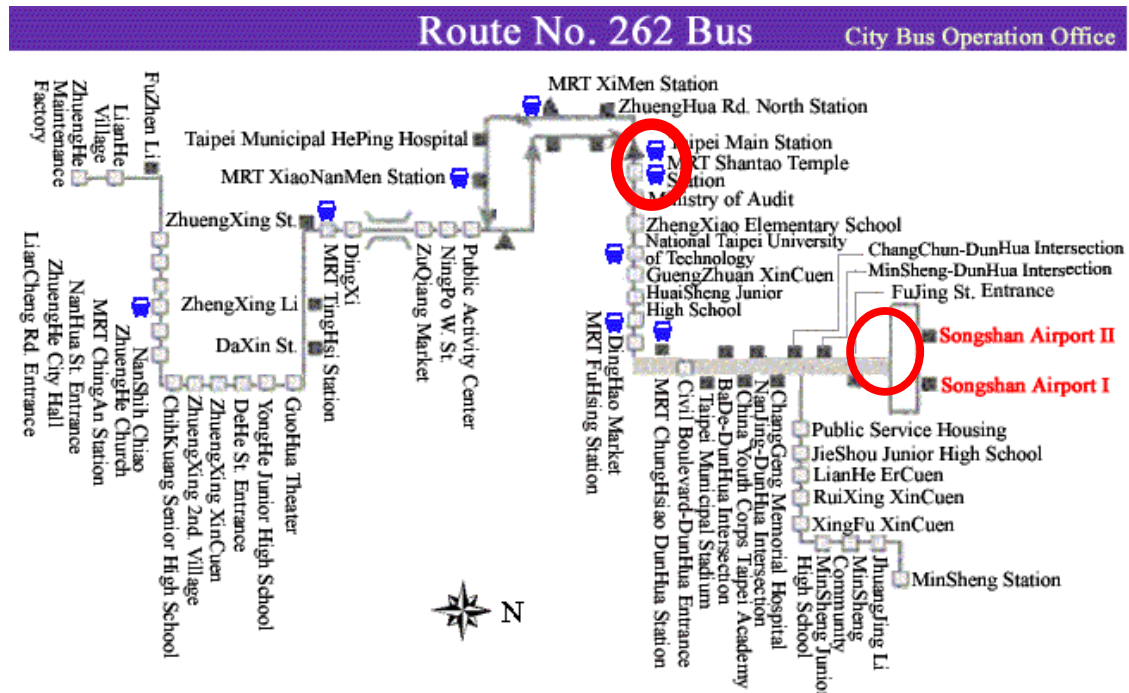 Route No. 262 Bus
City Bus Operation Office
MRT XiMen Station
ZhuengHua Rd. North Station
Taipei Municipal HePing Hospital
MRT XiaoNanMen Station
Taipei Main Station
MRT Shantao Temple
Station
Ministry of Audit
ZhengXiao Elementary School
National Taipei University
of Technology
GuengZhuan XinCuen
HuaiSheng Junior
High School
ChangChun-DunHua Intersection
MinSheng-DunHua Intersection
FuJing St. Entrance
Songshan Airport II
Songshan Airport I
FuZhen Li
LianHe
Village
ZhuengHe
Maintenance
Factory
ZhuengXing St.
ZhengXing Li
DaXin St.
MRT TingHsi Station
DingXi
ZuQiang Market
NingPo W. St.
Public Activity Center
NanShih Chiao
ZhuengHe Church
MRT ChingAn Station
NanHua St. Entrance
ZhuengHe City Hall
LianCheng Rd. Entrance
ChihKuang Senior High School
ZhuengXing 2nd. Village
ZhuengXing XinCuen
DeHe St. Entrance
YongHe Junior High School
GuoHua Theater
DingHao Market
MRT FuHsing Station
MRT ChungHsiao DunHua Station
Civil Boulevard-DunHua Entrance
Taipei Municipal Stadium
BaDe-DunHua Intersection
China Youth Corps Taipei Academy
NanJing-DunHua Intersection
ChangGeng Memorial Hospital
Public Service Housing
JieShou Junior High School
LianHe ErCuen
RuiXing XinCuen
XingFu XinCuen
JhuangJing Li
MinSheng
Community
MinSheng Junior
High School
MinSheng Station
N